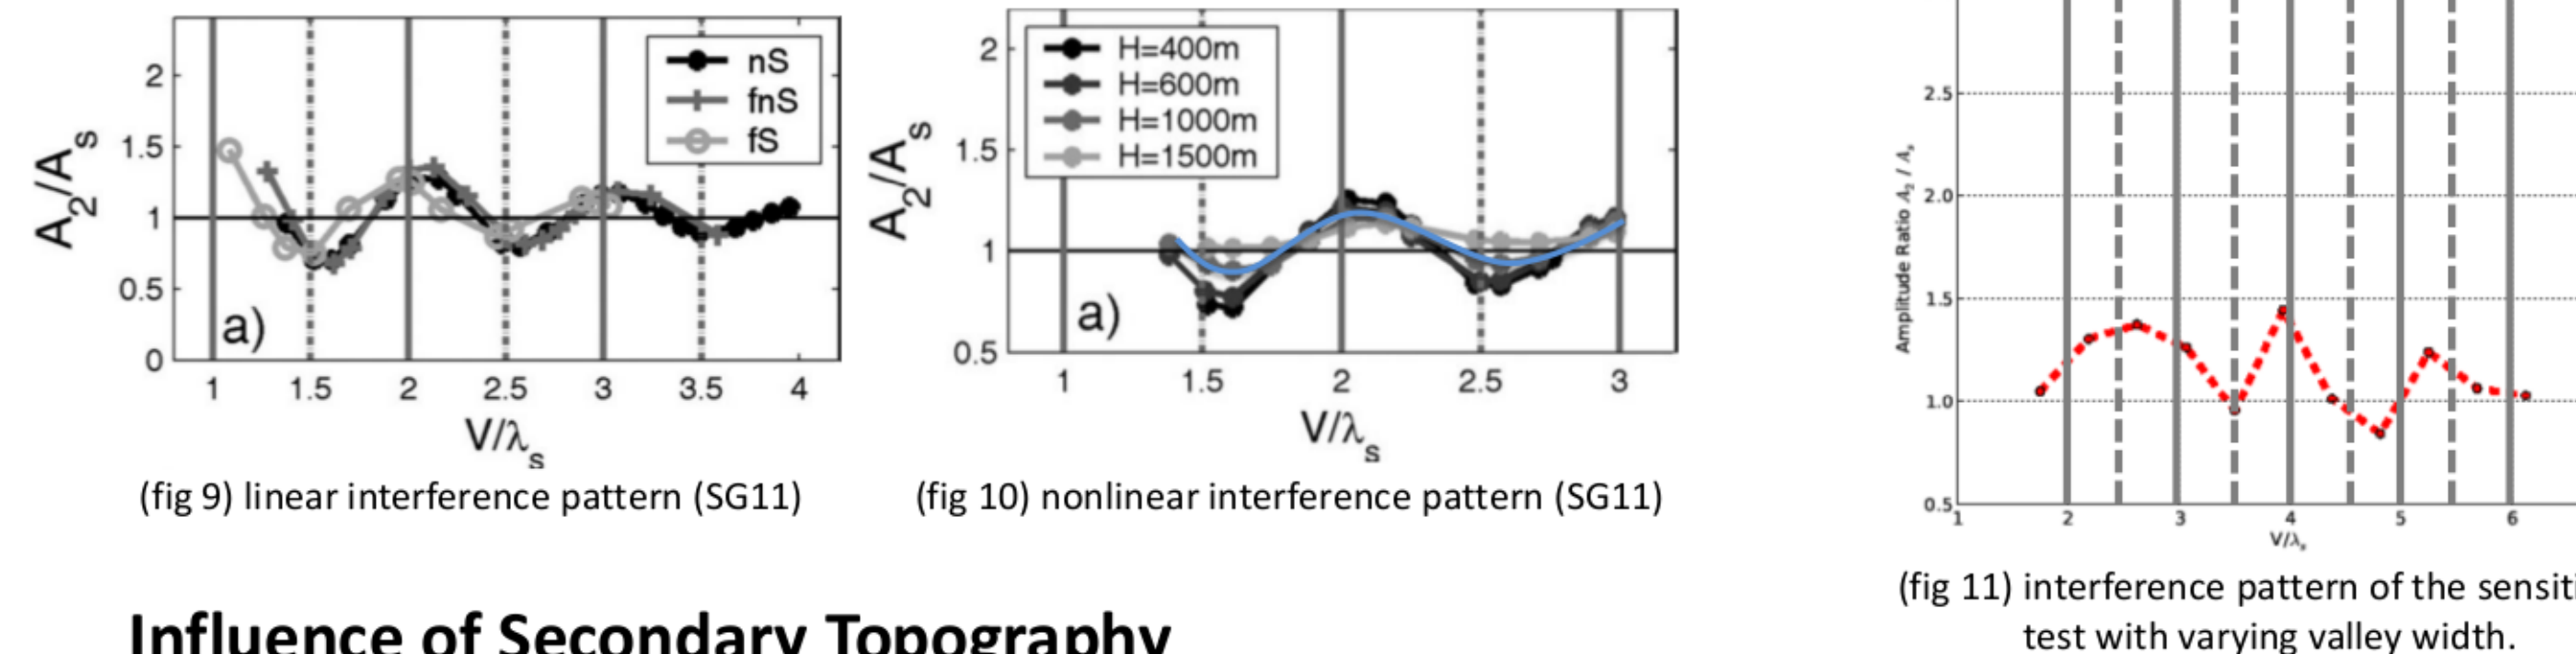 2
1.5
1
0.5
0
A2/As
nS
fnS
fS
a)
1 1.5 2 2.5 3 3.5 4
V/λs
(fig 9) linear interference pattern (SG11)
2
1.5
1
0.5
A2/As
H=400m
H=600m
H=1000m
H=1500m
a)
1 1.5 2 2.5 3
V/λs
(fig 10) nonlinear interference pattern (SG11)
2.5
2.0
1.5
1.0
0.5
Amplitude Ratio A2 / As
1 2 3 4 5 6
V/λs
(fig 11) interference pattern of the sensiti
test with varying valley width.
Influence of Secondary Topography